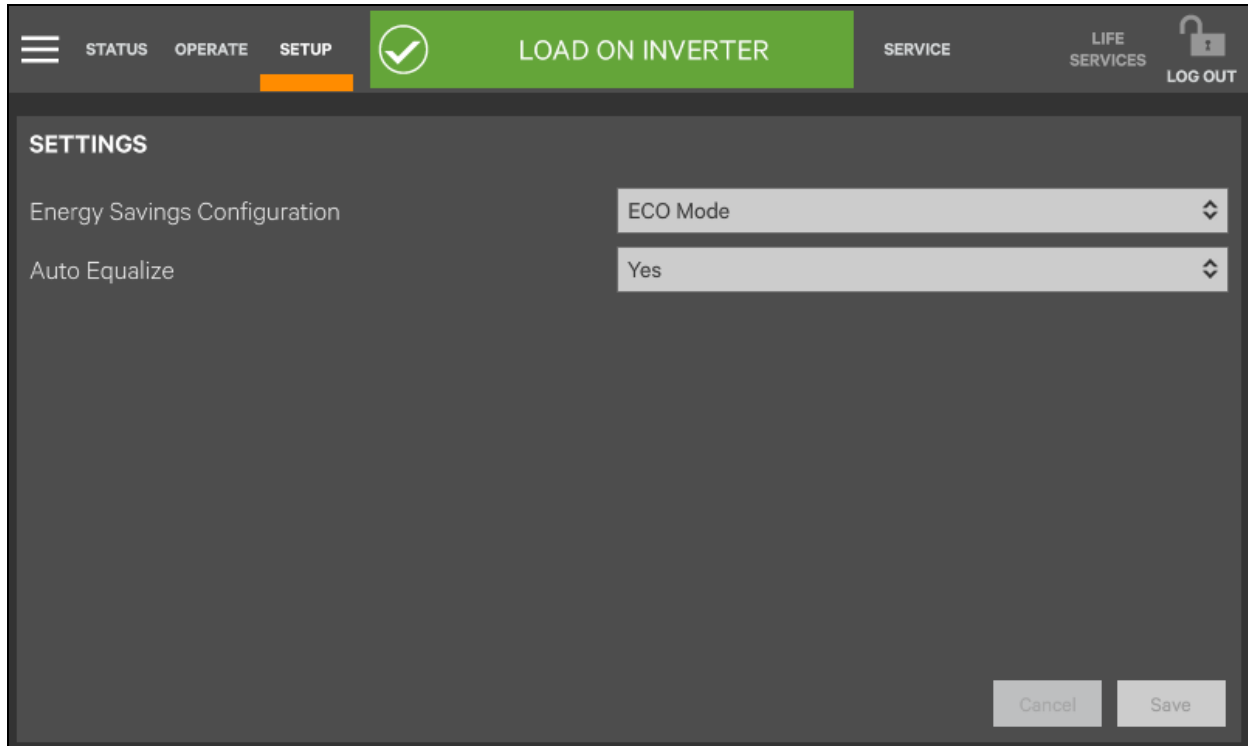 STATUS OPERATE SETUP LOAD ON INVERTER SERVICE LIFE
SERVICES
LOG OUT
SETTINGS
Energy Savings Configuration ECO Mode
Auto Equalize Yes
Cancel Save